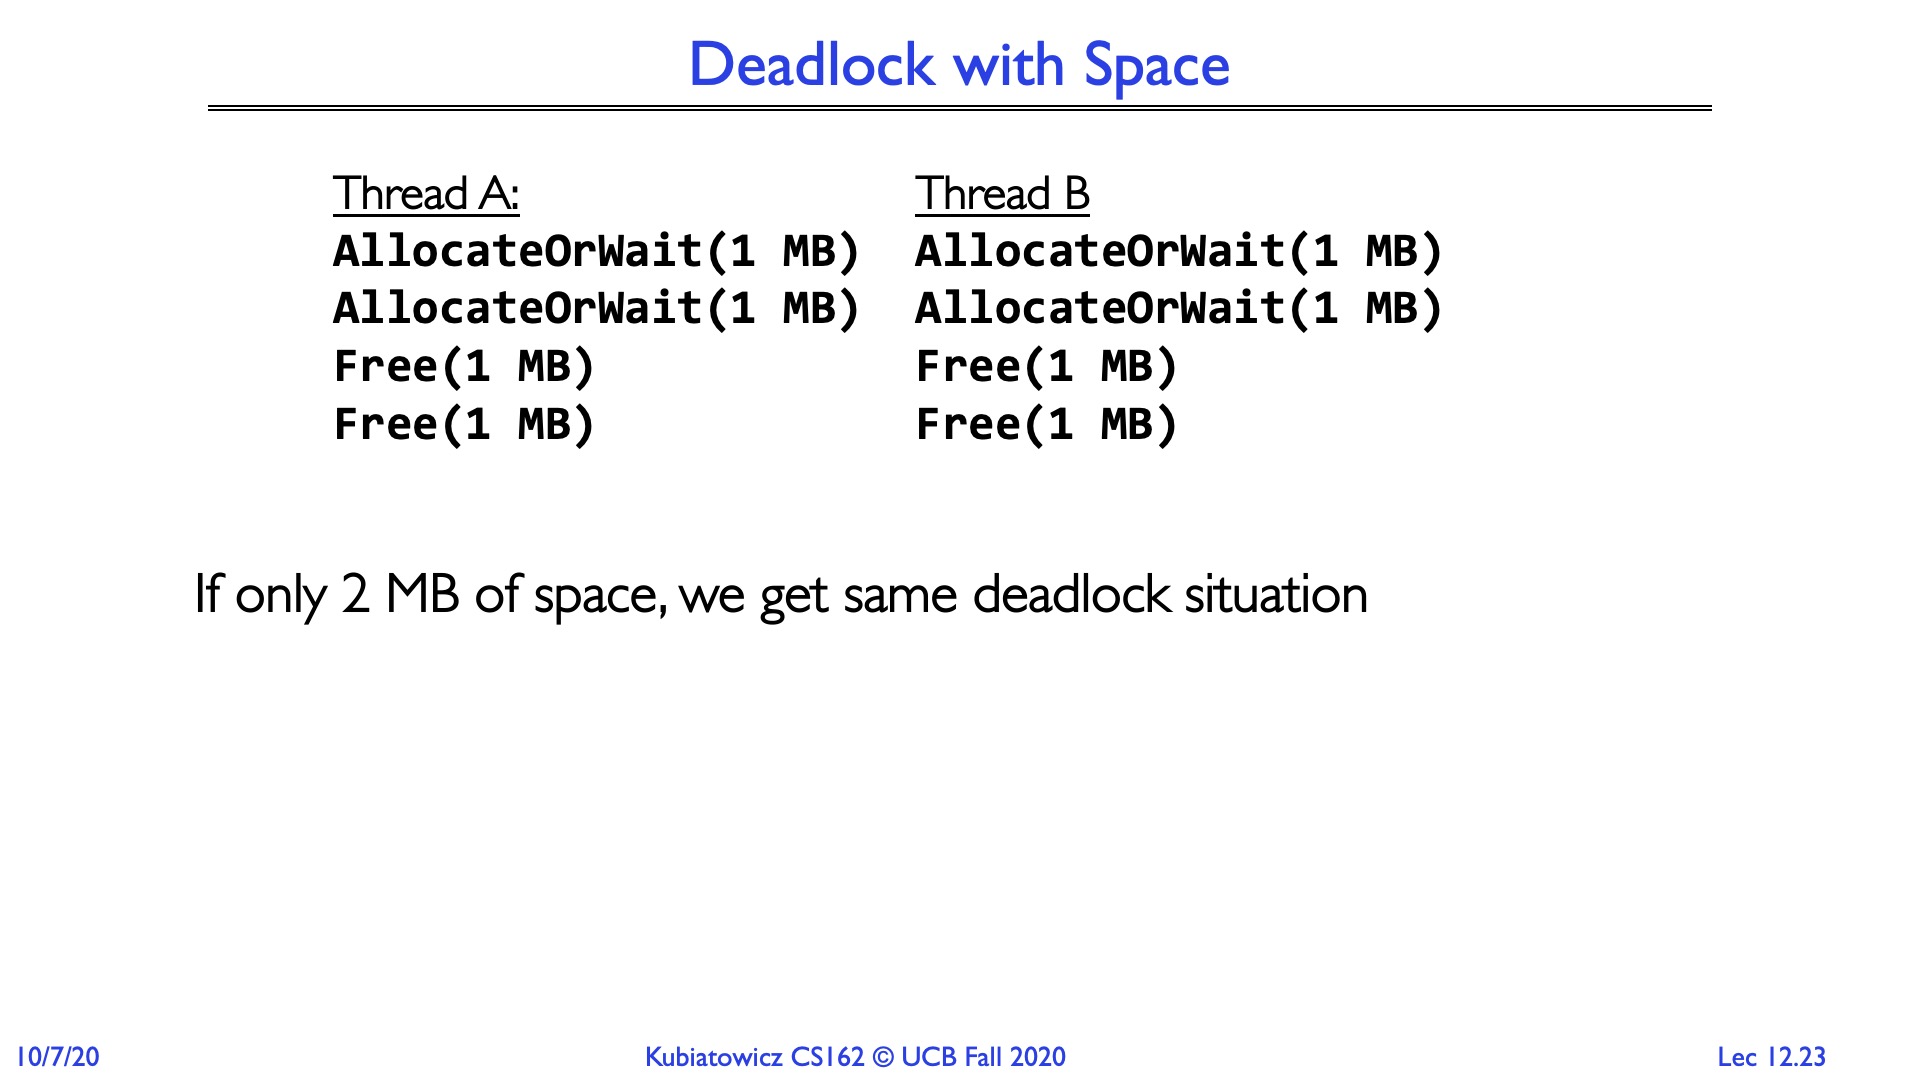 Deadlock with Space
Thread A:
AllocateOrWait(1 MB)
AllocateOrWait(1 MB)
Free(1 MB)
Free(1 MB)
Thread B
AllocateOrWait(1 MB)
AllocateOrWait(1 MB)
Free(1 MB)
Free(1 MB)
If only 2 MB of space, we get same deadlock situation
10/7/20
Kubiatowicz CS162 © UCB Fall 2020
Lec 12.23